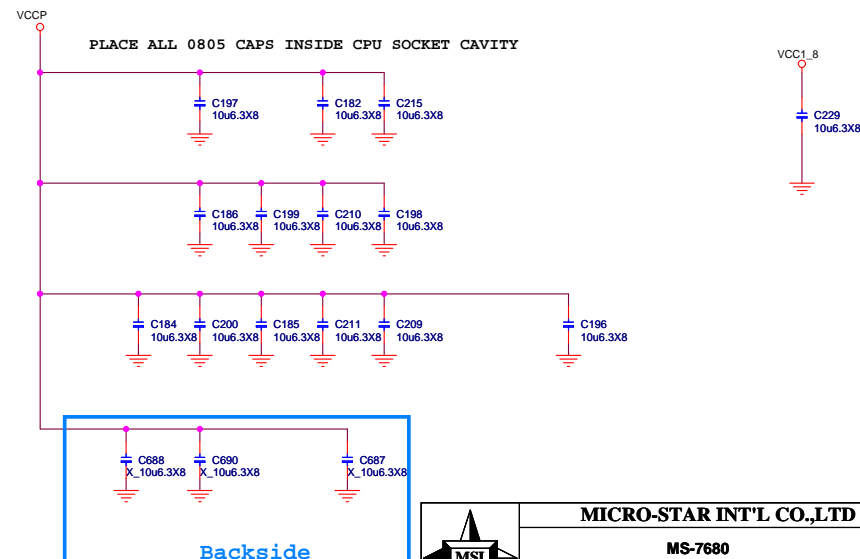 VCCP
PLACE ALL 0805 CAPS INSIDE CPU SOCKET CAVITY
VCC1_8
C197
10u6.3X8
C182
10u6.3X8
C215
10u6.3X8
C229
10u6.3X8
C186
10u6.3X8
C199
10u6.3X8
C210
10u6.3X8
C198
10u6.3X8
C184
10u6.3X8
C200
10u6.3X8
C185
10u6.3X8
C211
10u6.3X8
C209
10u6.3X8
C196
10u6.3X8
C688
X_10u6.3X8
C690
X_10u6.3X8
C687
X_10u6.3X8
Backside
MICRO-STAR INT'L CO.,LTD
MSI
MS-7680